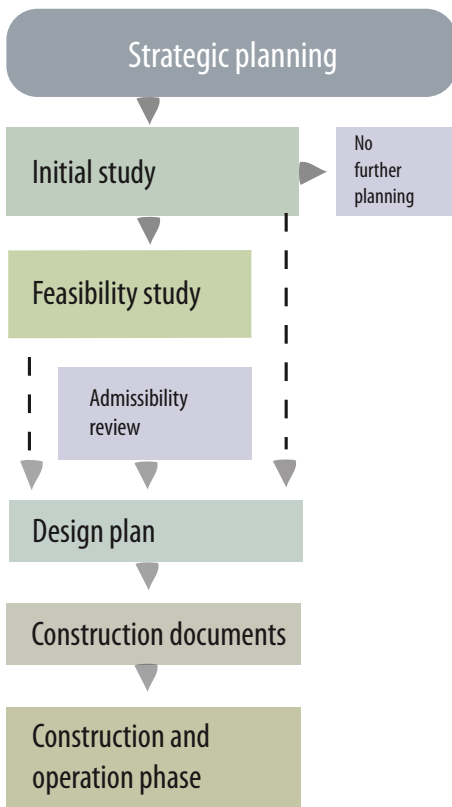 Strategic planning
Initial study
No
further
planning
Feasibility study
Admissibility
review
Design plan
Construction documents
Construction and
operation phase